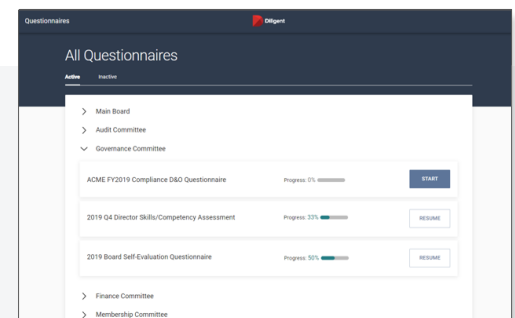 Questionnaires
Diligent
All Questionnaires
Active Inactive
Main Board
Audit Committee
Governance Committee
ACME FY2019 Compliance D&O Questionnaire Progress: 0% START
2019 Q4 Director Skills/Competency Assessment Progress: 33% RESUME
2019 Board Self-Evaluation Questionnaire Progress: 50% RESUME
Finance Committee
Membership Committee